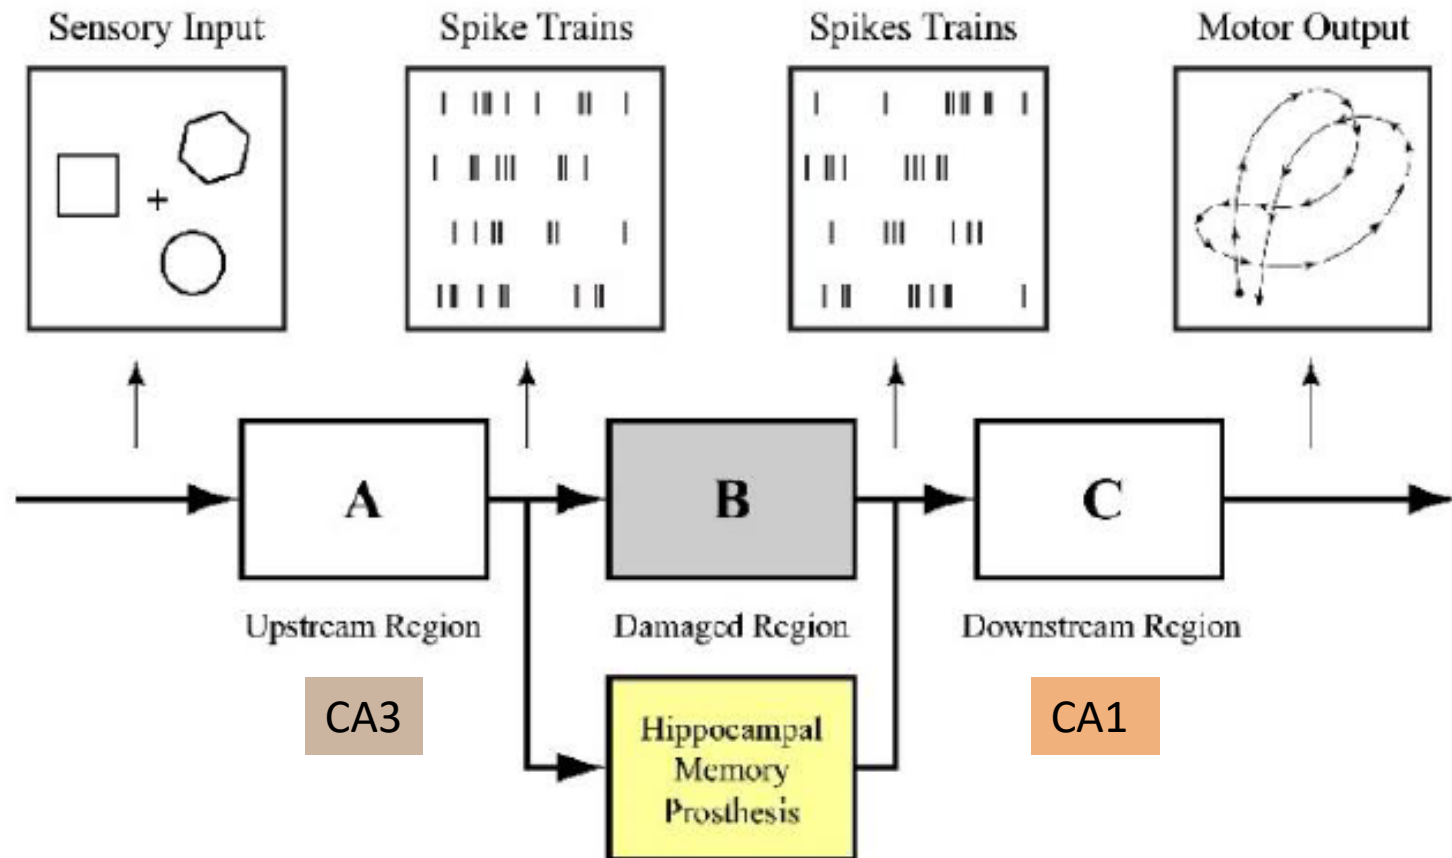 Sensory Input
Spike Trains
Spikes Trains
Motor Output
+
A
B
C
Upstream Region
Damaged Region
Downstream Region
CA3
CA1
Hippocampal
Memory
Prosthesis